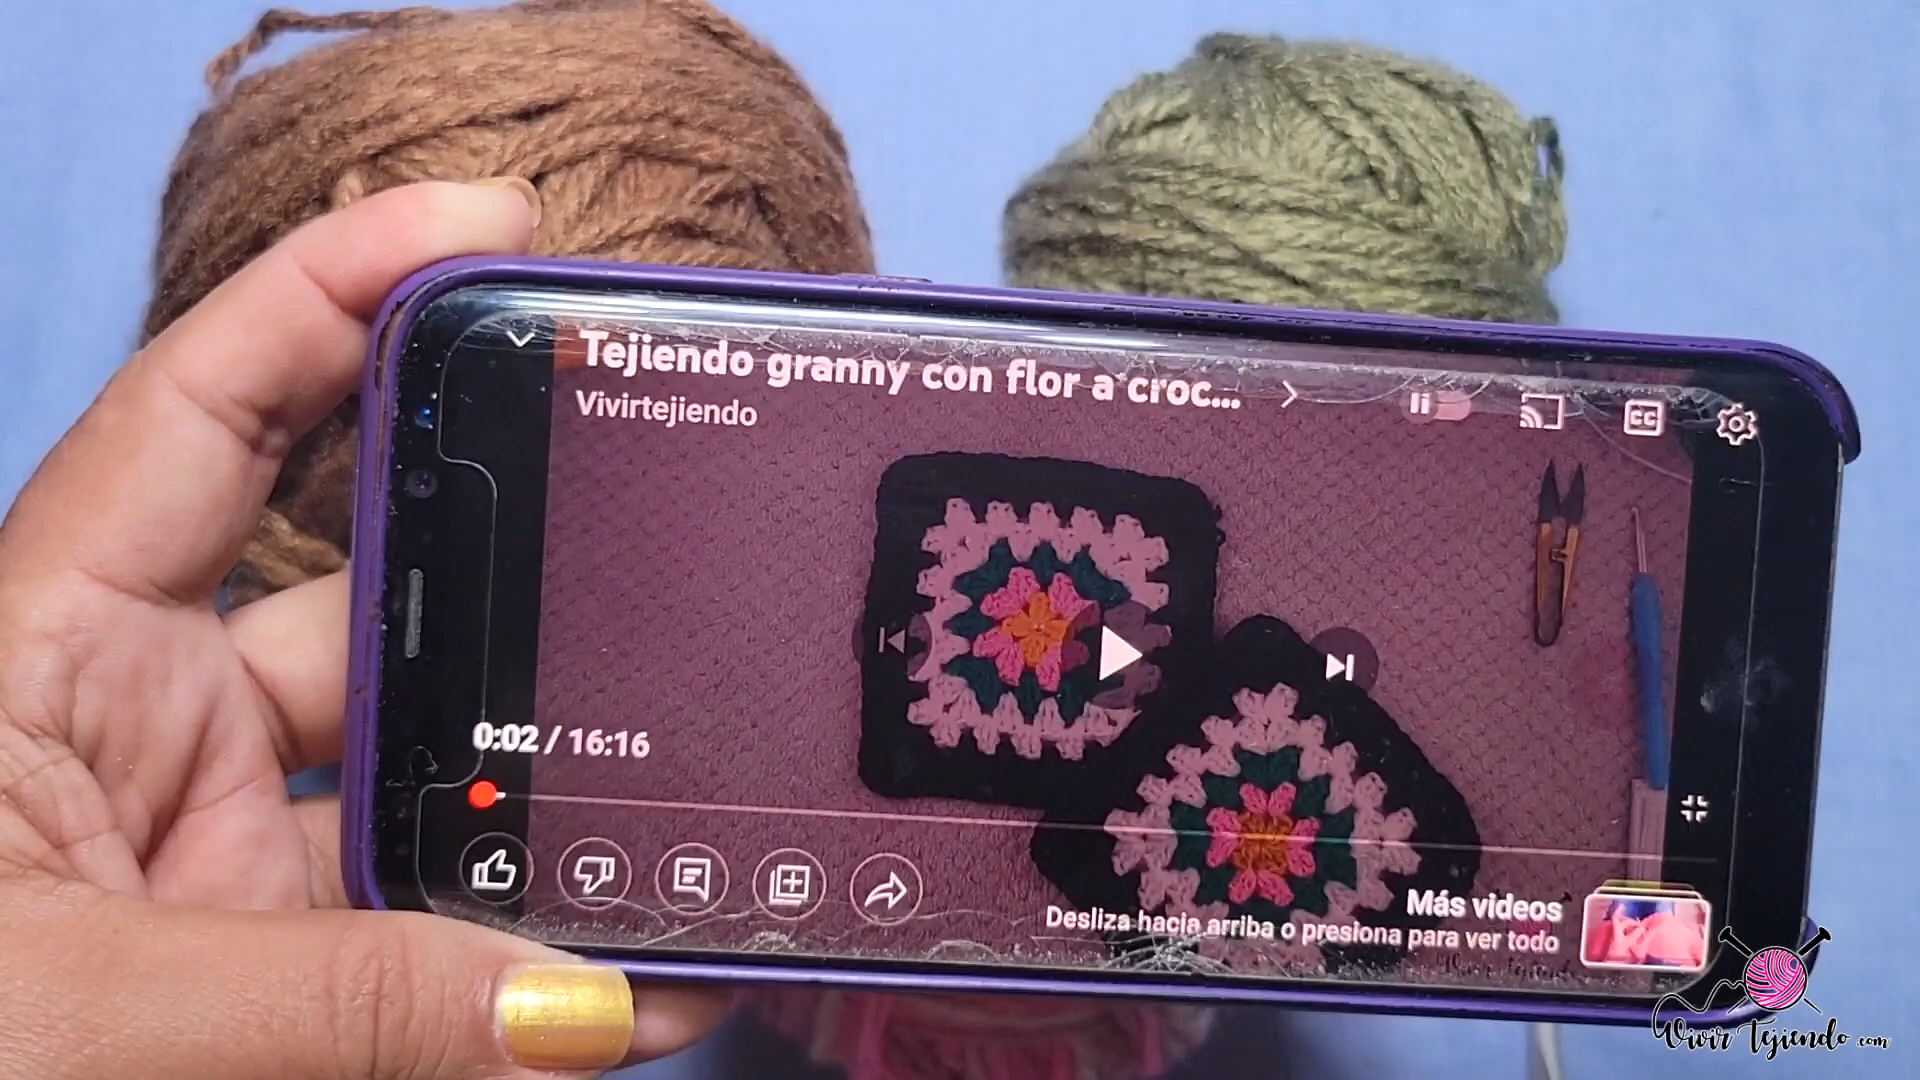 Tejiendo granny con flor a croc...
Vivirtejiendo
CC
0:02 / 16:16
Más videos
Desliza hacia arriba o presiona para ver todo
Vivir Tejiendo.com